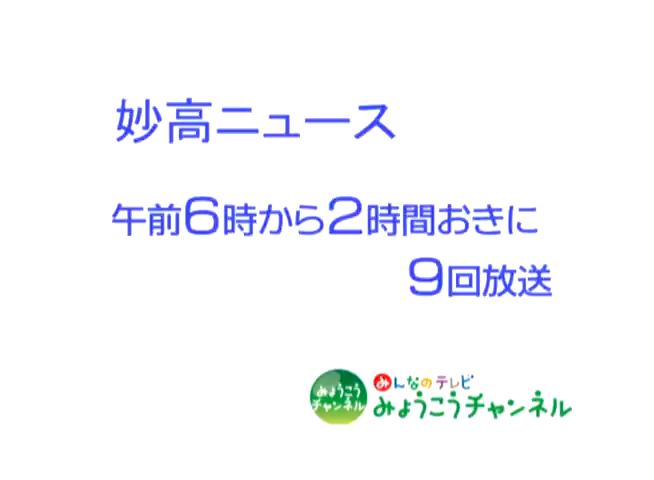 妙高ニュース
午前6時から2時間おきに
9回放送
みょうこう
チャンネル
みんなのテレビ
みょうこうチャンネル